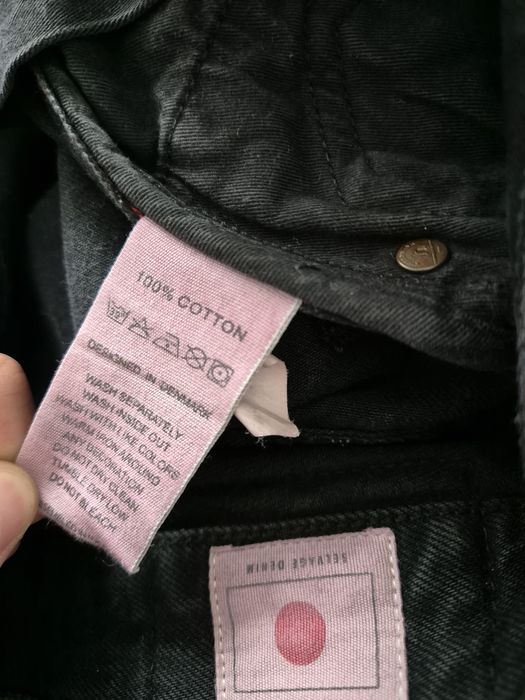 100% COTTON
DESIGNED IN DENMARK
WASH SEPARATELY
WASH INSIDE OUT
WASH WITH LIKE COLORS
WARM IRON AROUND
ANY DECORATION
DO NOT DRY CLEAN
TUMBLE DRY LOW
DO NOT BLEACH
SELVAGE DENIM